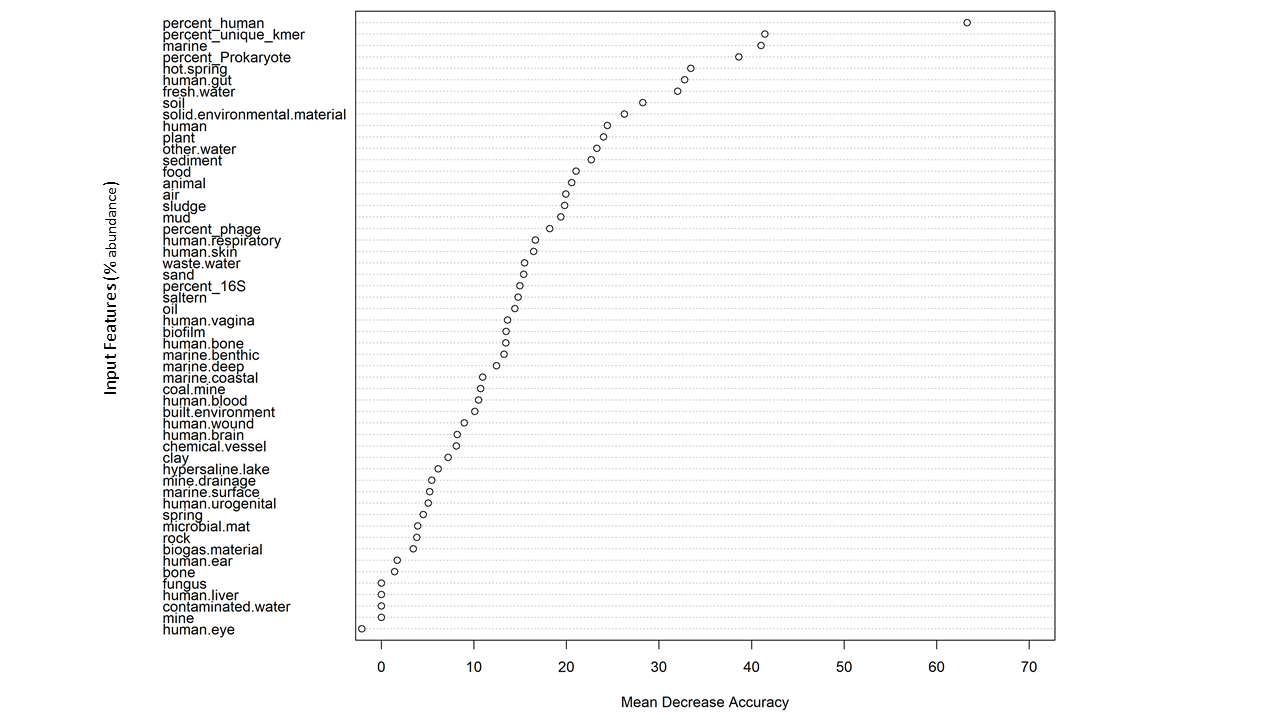 percent_human
percent_unique_kmer
marine
percent_Prokaryote
hot.spring
human.gut
fresh.water
soil
solid.environmental.material
human
plant
other.water
sediment
food
animal
air
sludge
mud
percent_phage
human.respiratory
human.skin
waste.water
sand
percent_16S
saltern
oil
human.vagina
biofilm
human.bone
marine.benthic
marine.deep
marine.coastal
coal.mine
human.blood
built.environment
human.wound
human.brain
chemical.vessel
clay
hypersaline.lake
mine.drainage
marine.surface
human.urogenital
spring
microbial.mat
rock
biogas.material
human.ear
bone
fungus
human.liver
contaminated.water
mine
human.eye
Input Features(% abundance)
0 10 20 30 40 50 60 70
Mean Decrease Accuracy